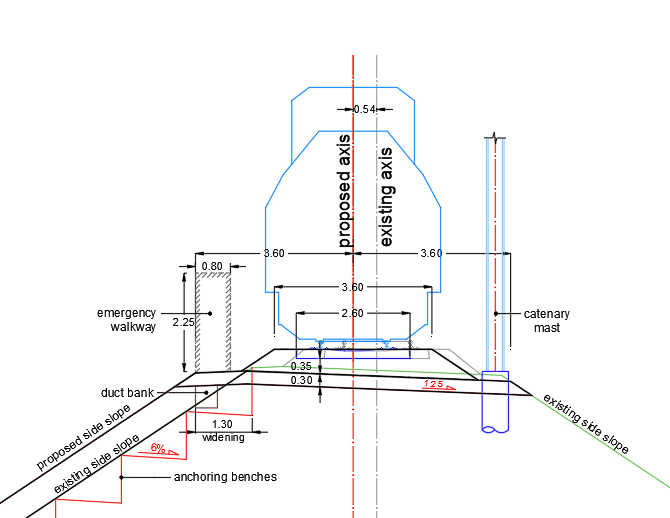 0.54
proposed axis
existing axis
3.60
3.60
0.80
3.60
emergency
walkway
2.25
2.60
catenary
mast
0.35
0.30
1:25
duct bank
proposed side slope
existing side slope
1.30
widening
6%
existing side slope
anchoring benches